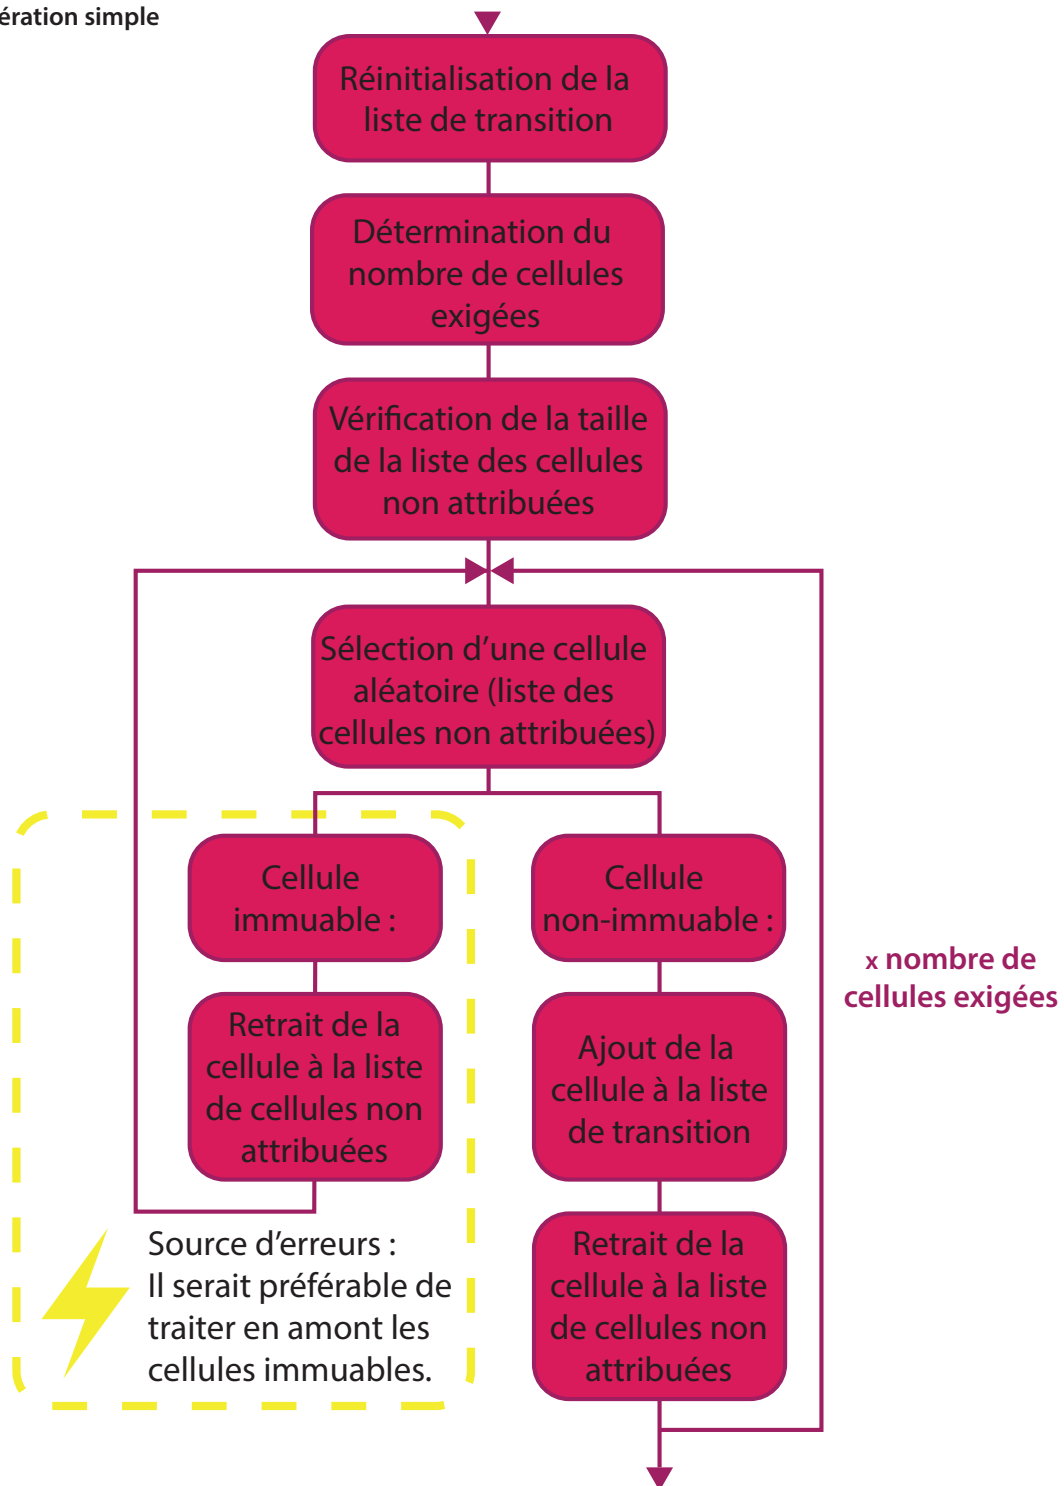 ération simple
Réinitialisation de la
liste de transition
Détermination du
nombre de cellules
exigées
Vérification de la taille
de la liste des cellules
non attribuées
Sélection d’une cellule
aléatoire (liste des
cellules non attribuées)
Cellule
immuable :
Retrait de la
cellule à la liste
de cellules non
attribuées
Source d’erreurs :
Il serait préférable de
traiter en amont les
cellules immuables.
Cellule
non-immuable :
Ajout de la
cellule à la liste
de transition
Retrait de la
cellule à la liste
de cellules non
attribuées
x nombre de
cellules exigées